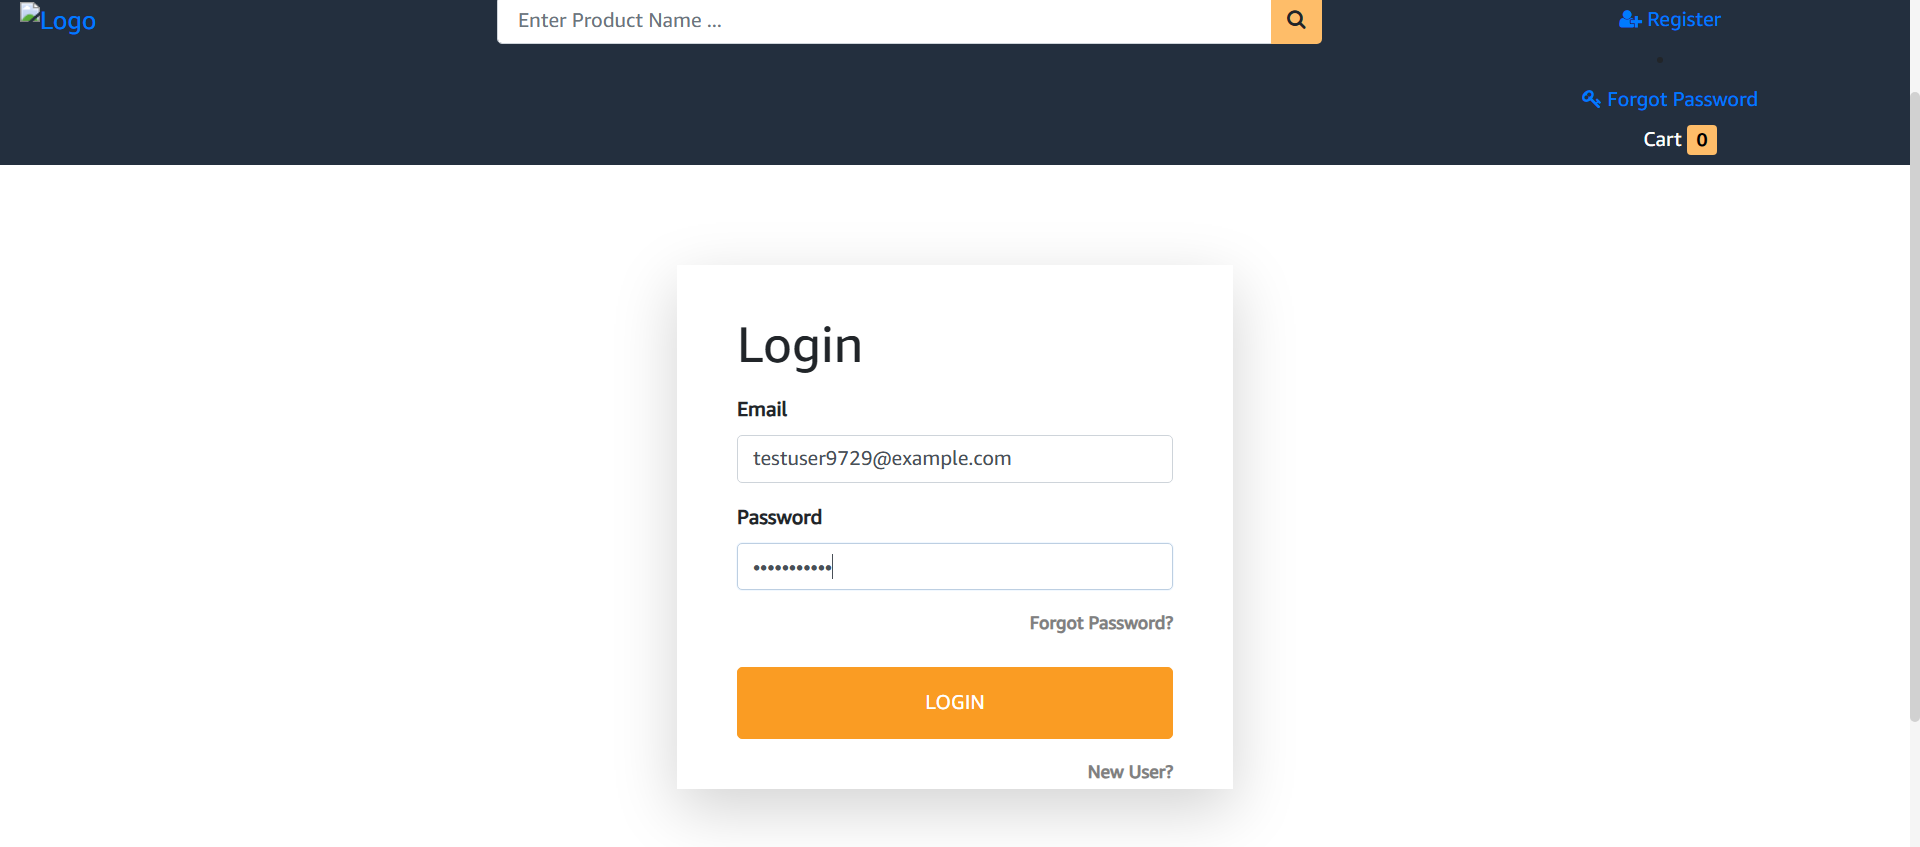 Logo
Enter Product Name ...
Register
Forgot Password
Cart 0
Login
Email
testuser9729@example.com
Password
•••••••••••
Forgot Password?
LOGIN
New User?